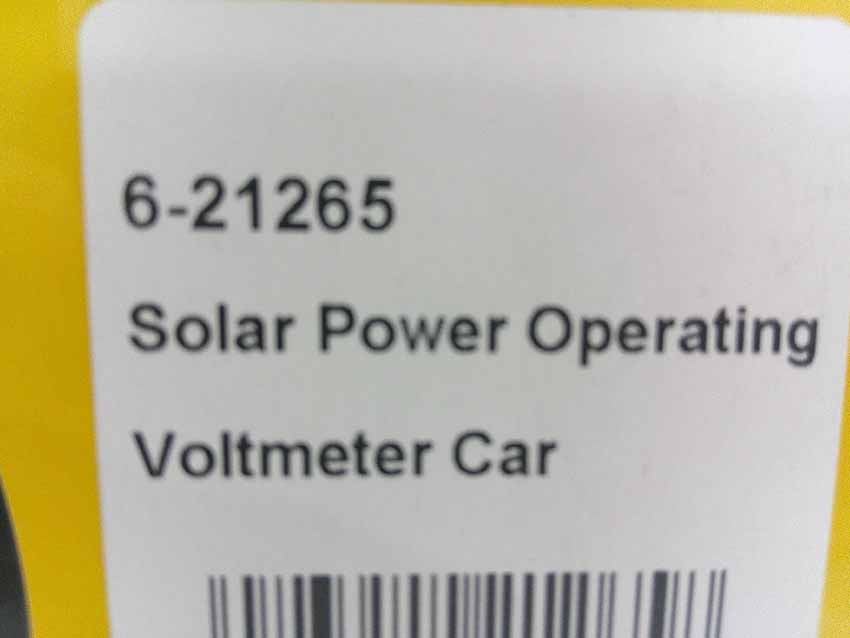 6-21265
Solar Power Operating
Voltmeter Car